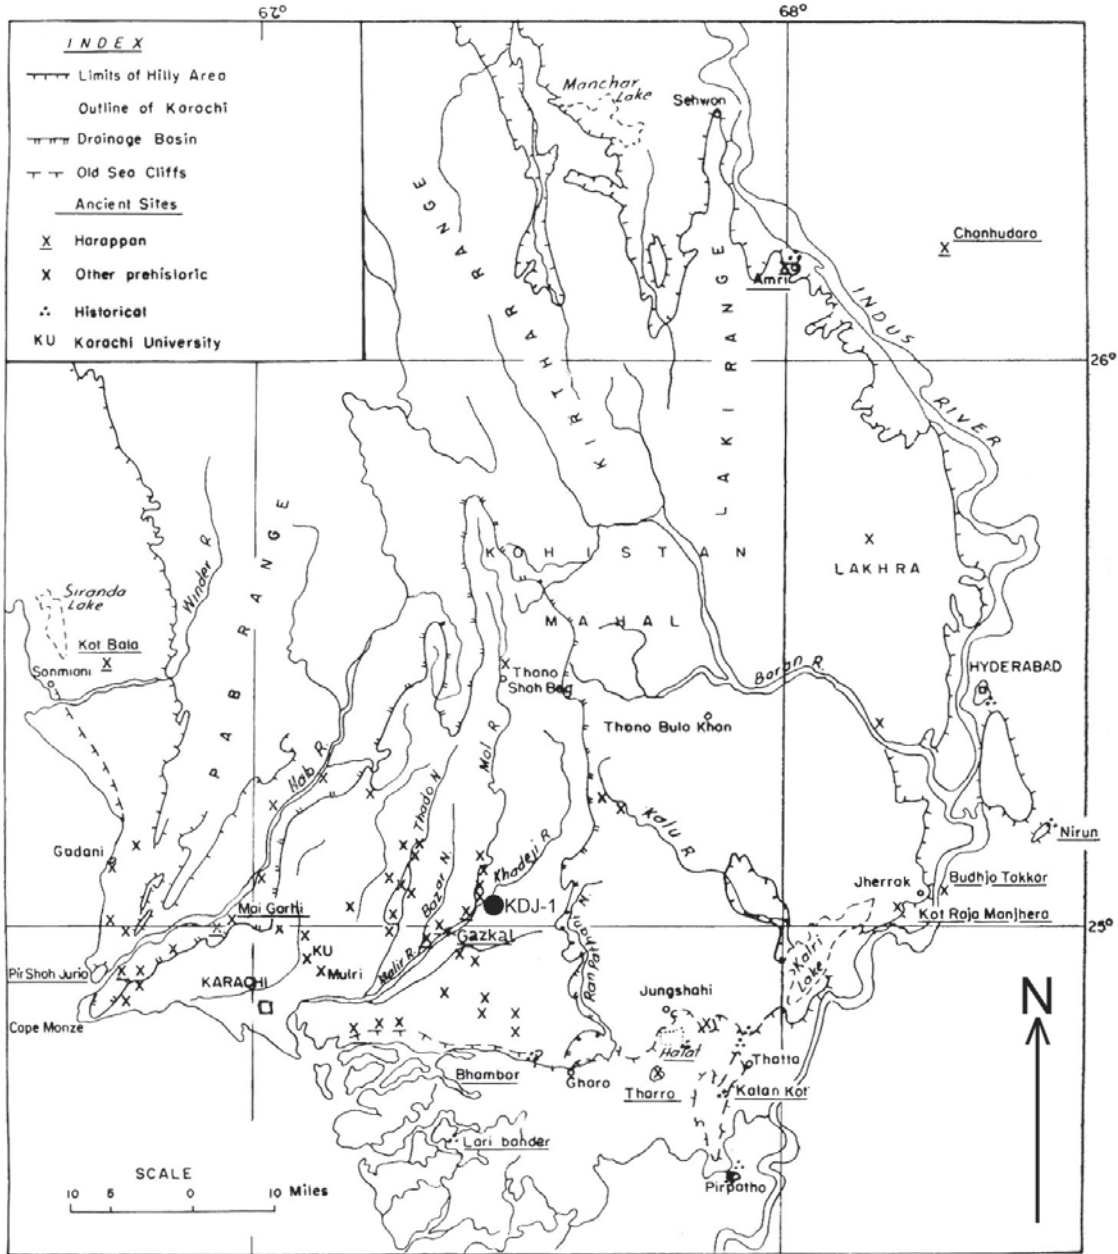 29°
68°
INDEX
Limits of Hilly Area
Outline of Karachi
Drainage Basin
Old Sea Cliffs
Ancient Sites
X Harappan
X Other prehistoric
Historical
KU Karachi University
Manchar
Lake
Sehwon
Chanhudaro
Amri
INDUS
RIVER
26°
KIRTHAR RANGE
LAKI RANGE
KOHISTAN
LAKHRA
MAHAL
PAB RANGE
Winder R
Siranda
Lake
Kot Bala
Sonmiani
Thano
Shah Beg
Baran R.
HYDERABAD
Thano Bula Khan
Mol R
Hab R.
Thado N
Kalu R
Nirun
Gadani
Bazar N.
Khadeji R
KDJ-1
Jherrak
Budhjo Takkar
Kot Raja Manjhera
Mai Garhi
Gazkal
25°
KU
Mulri
Malir R.
Ran Pathani N.
Kalri
Lake
Pir Shah Jurio
KARACHI
Jungshahi
N
Cape Monze
Thatta
Bhambor
Gharo
Tharro
Kalan Kot
Lari bander
SCALE
10 5 0 10 Miles
Pirpatho